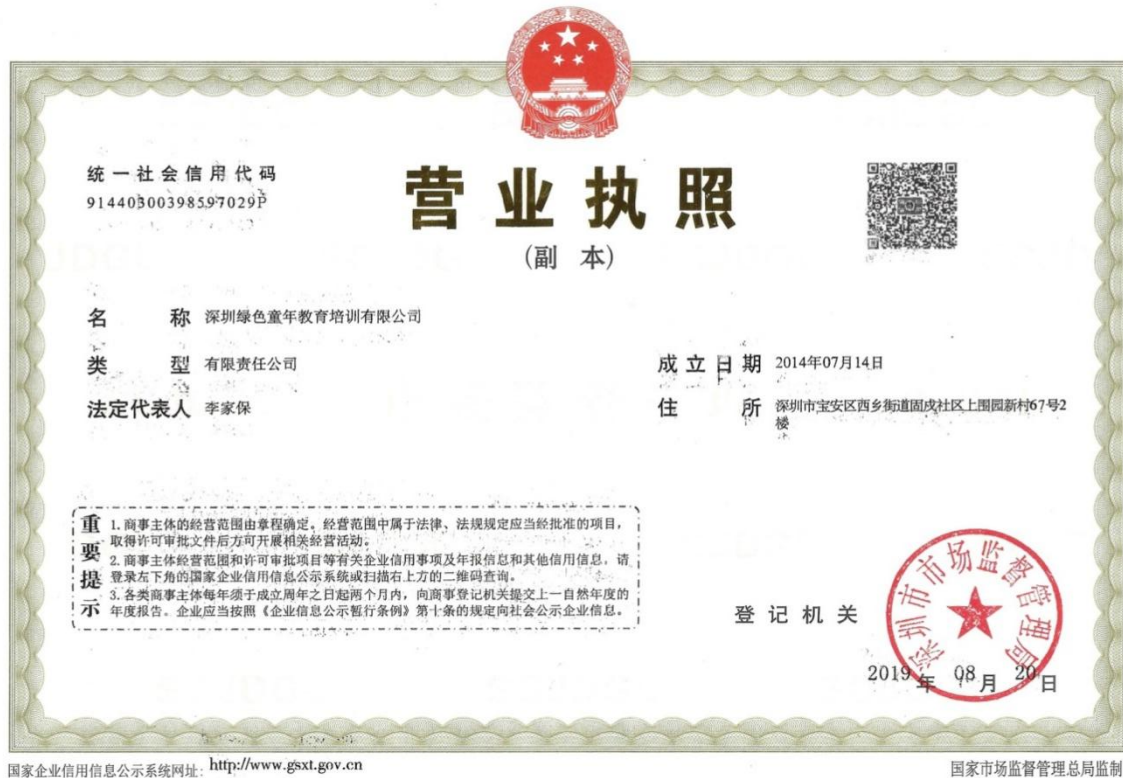 统一社会信用代码
91440300398597029P
营业执照
(副 本)
名 称 深圳绿色童年教育培训有限公司
类 型 有限责任公司
法定代表人 李家保
成立日期 2014年07月14日
住 所 深圳市宝安区西乡街道固戍社区上围园新村67号2
楼
重要提示
1.商事主体的经营范围由章程确定。经营范围中属于法律、法规规定应当经批准的项目，
取得许可审批文件后方可开展相关经营活动。
2.商事主体经营范围和许可审批项目等有关企业信用事项及年报信息和其他信用信息，请
登录左下角的国家企业信用信息公示系统或扫描右上方的二维码查询。
3.各类商事主体每年须于成立周年之日起两个月内，向商事登记机关提交上一自然年度的
年度报告。企业应当按照《企业信息公示暂行条例》第十条的规定向社会公示企业信息。
登记机关
深圳市市场监督管理局
2019年08月20日
国家企业信用信息公示系统网址：http://www.gsxt.gov.cn
国家市场监督管理总局监制